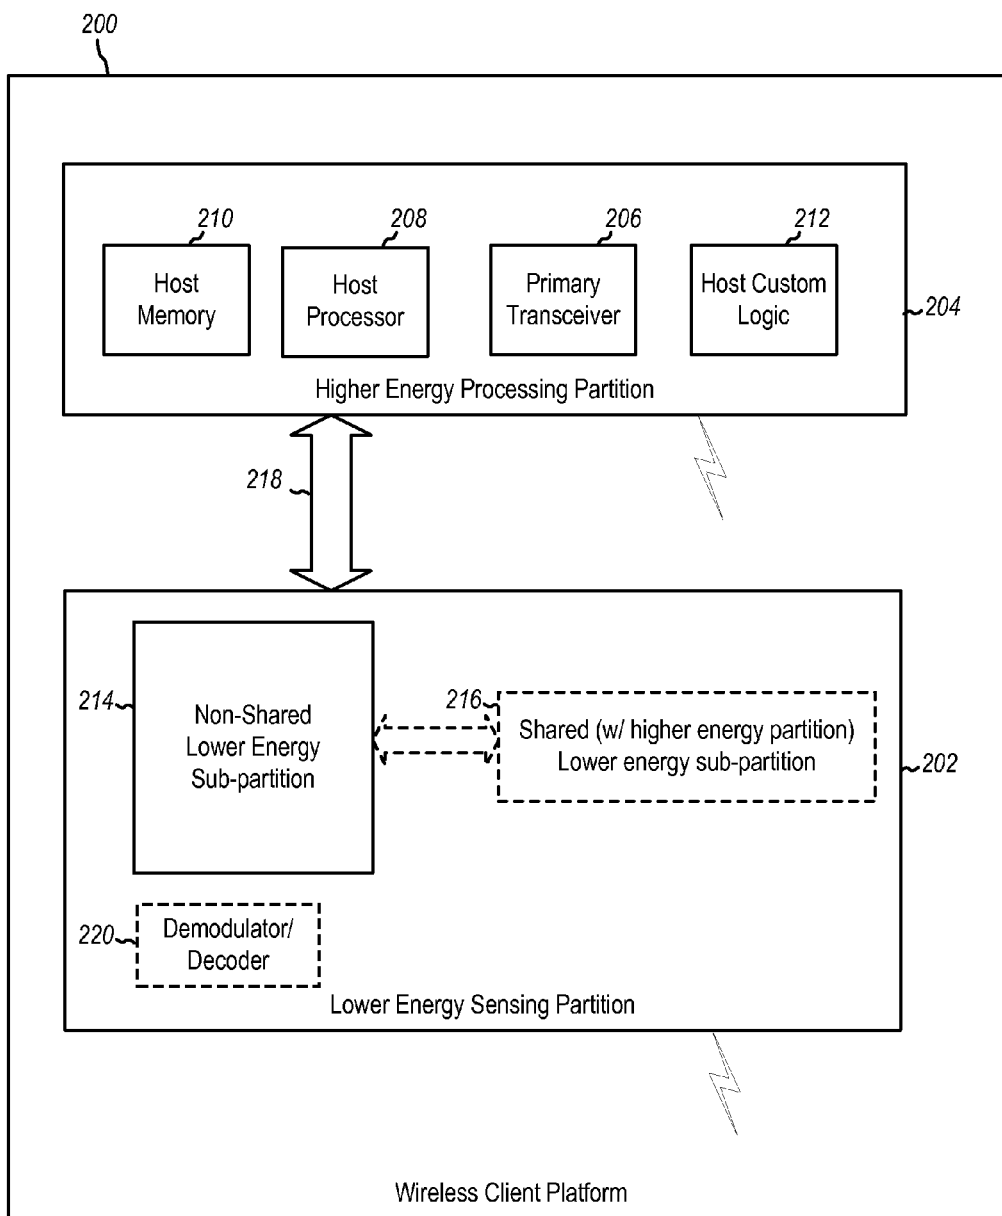 200
210
208
206
212
Host
Memory
Host
Processor
Primary
Transceiver
Host Custom
Logic
204
Higher Energy Processing Partition
218
214
Non-Shared
Lower Energy
Sub-partition
216
Shared (w/ higher energy partition)
Lower energy sub-partition
202
220
Demodulator/
Decoder
Lower Energy Sensing Partition
Wireless Client Platform